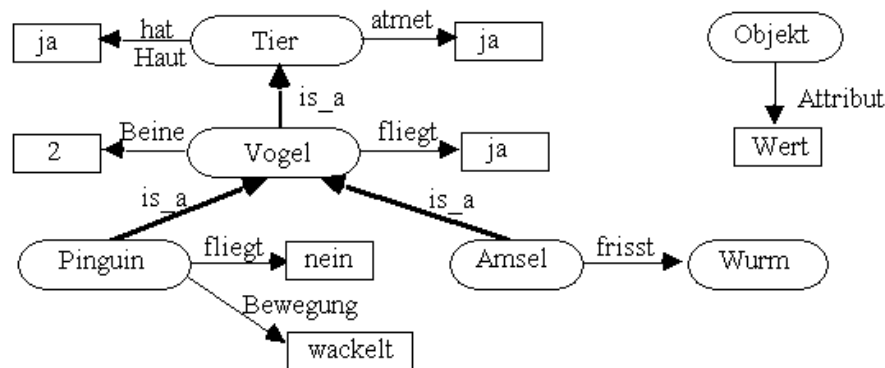 ja
hat
Haut
Tier
atmet
ja
Objekt
is_a
Attribut
2
Beine
Vogel
fliegt
ja
Wert
is_a
is_a
Pinguin
fliegt
nein
Amsel
frisst
Wurm
Bewegung
wackelt